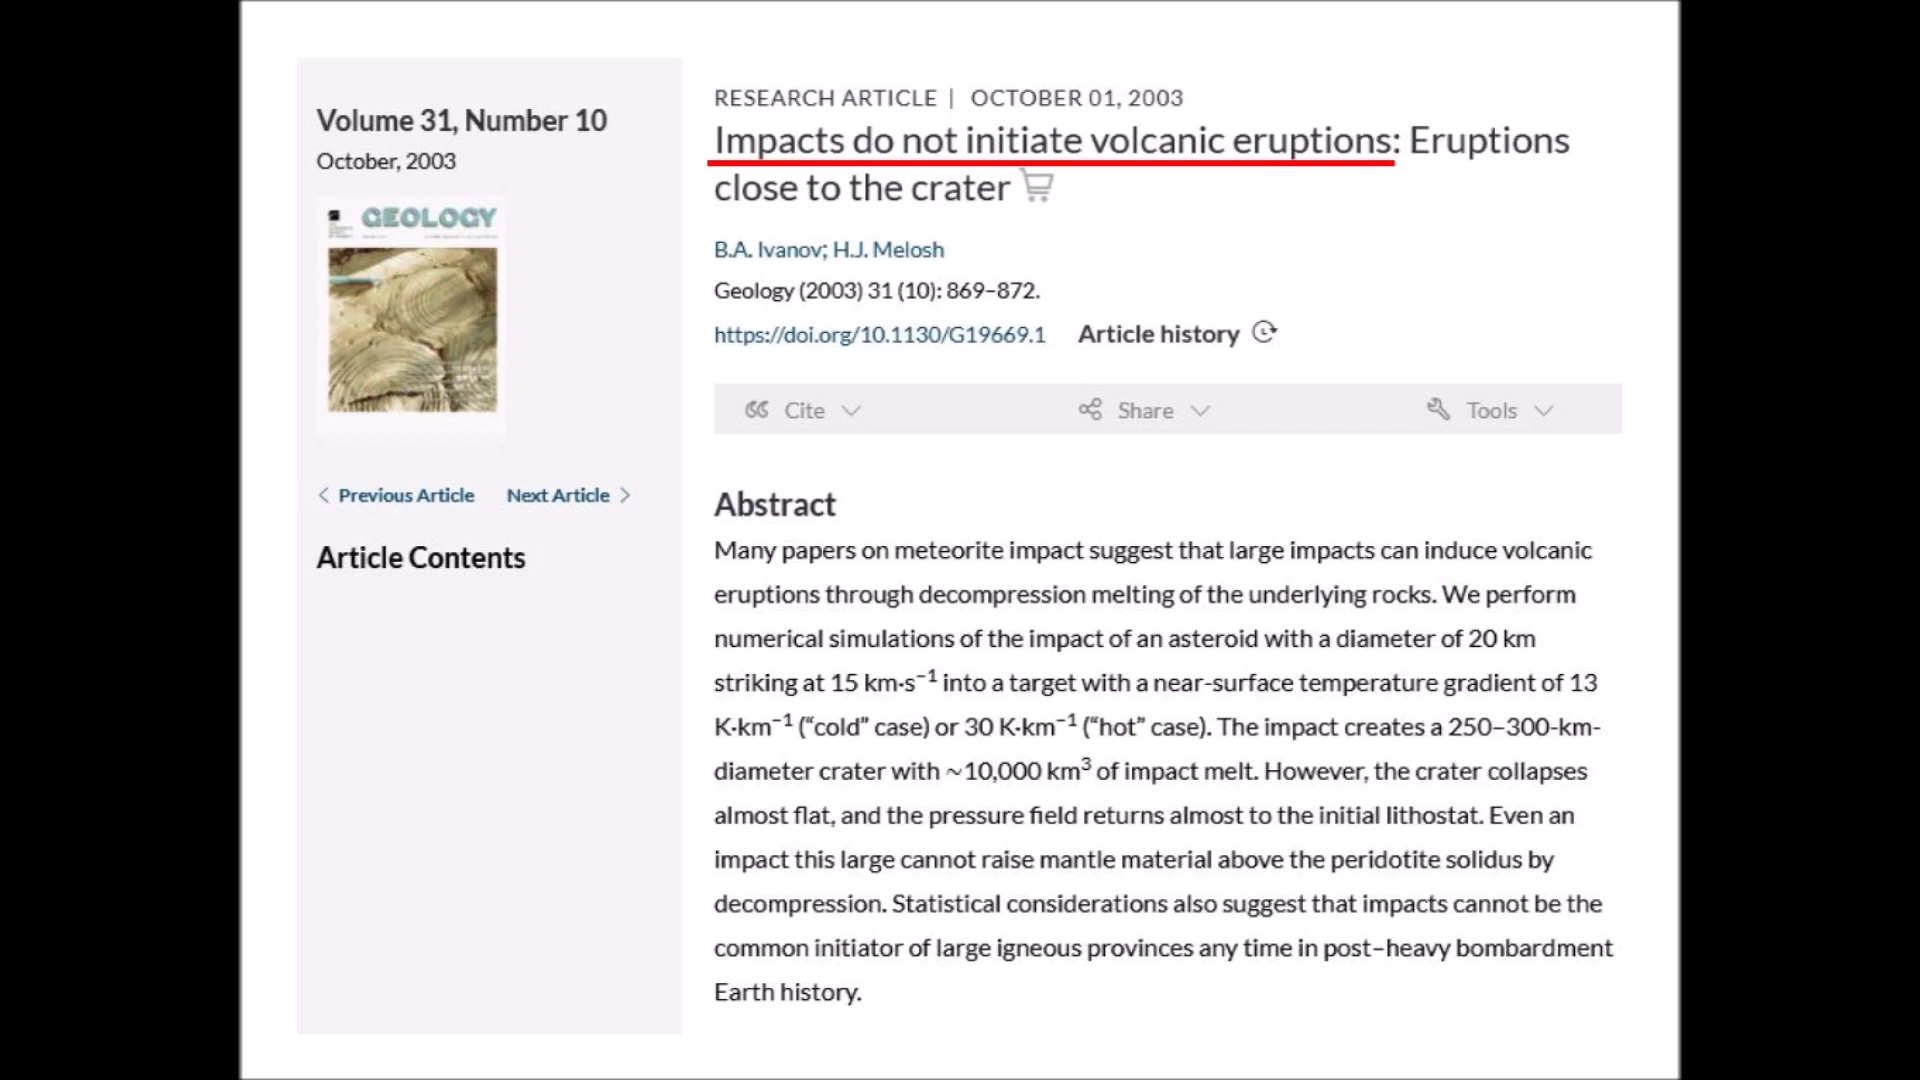 Volume 31, Number 10
October, 2003
GEOLOGY
Previous Article Next Article
Article Contents
RESEARCH ARTICLE | OCTOBER 01, 2003
Impacts do not initiate volcanic eruptions: Eruptions
close to the crater
B.A. Ivanov; H.J. Melosh
Geology (2003) 31 (10): 869–872.
https://doi.org/10.1130/G19669.1 Article history
Cite Share Tools
Abstract
Many papers on meteorite impact suggest that large impacts can induce volcanic
eruptions through decompression melting of the underlying rocks. We perform
numerical simulations of the impact of an asteroid with a diameter of 20 km
striking at 15 km·s⁻¹ into a target with a near-surface temperature gradient of 13
K·km⁻¹ (“cold” case) or 30 K·km⁻¹ (“hot” case). The impact creates a 250–300-km-
diameter crater with ~10,000 km³ of impact melt. However, the crater collapses
almost flat, and the pressure field returns almost to the initial lithostat. Even an
impact this large cannot raise mantle material above the peridotite solidus by
decompression. Statistical considerations also suggest that impacts cannot be the
common initiator of large igneous provinces any time in post–heavy bombardment
Earth history.